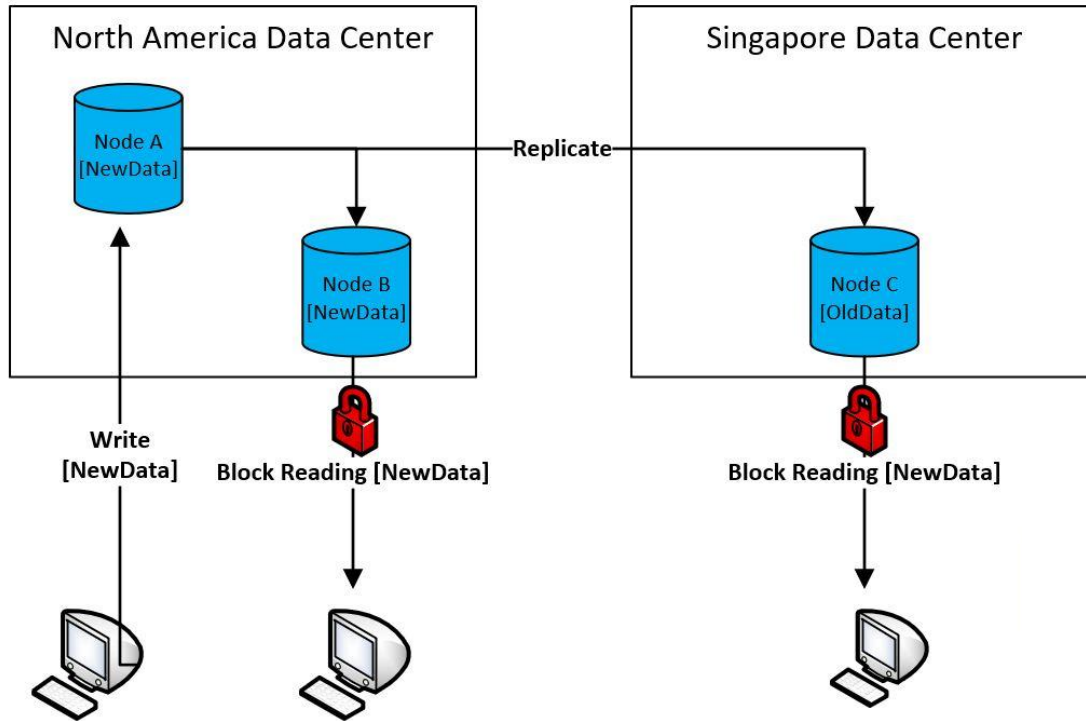 North America Data Center
Singapore Data Center
Node A
[NewData]
Replicate
Node B
[NewData]
Node C
[OldData]
Write
[NewData]
Block Reading [NewData]
Block Reading [NewData]